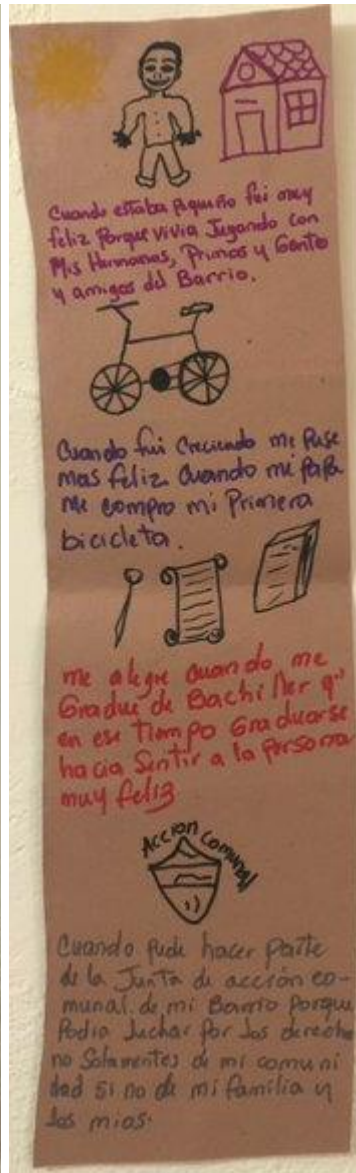 Cuando estaba Pequeño fui muy
feliz Porque vivia Jugando con
Mis Hermanas, Primos y Gente
y amigos del Barrio.
Cuando fui Creciendo me Puse
mas feliz. Cuando mi papa
Me compro mi Primera
bicicleta.
me alegre cuando me
Gradue de Bachiller q'
en ese Tiempo Graduarse
hacia Sentir a la persona
muy feliz
Accion Comunal
Cuando Pude hacer Parte
de la Junta de acción co-
munal de mi Barrio Porque
Podia Luchar Por los derecho
no Solamentes de mi comuni
dad si no de mi familia y
los mios.